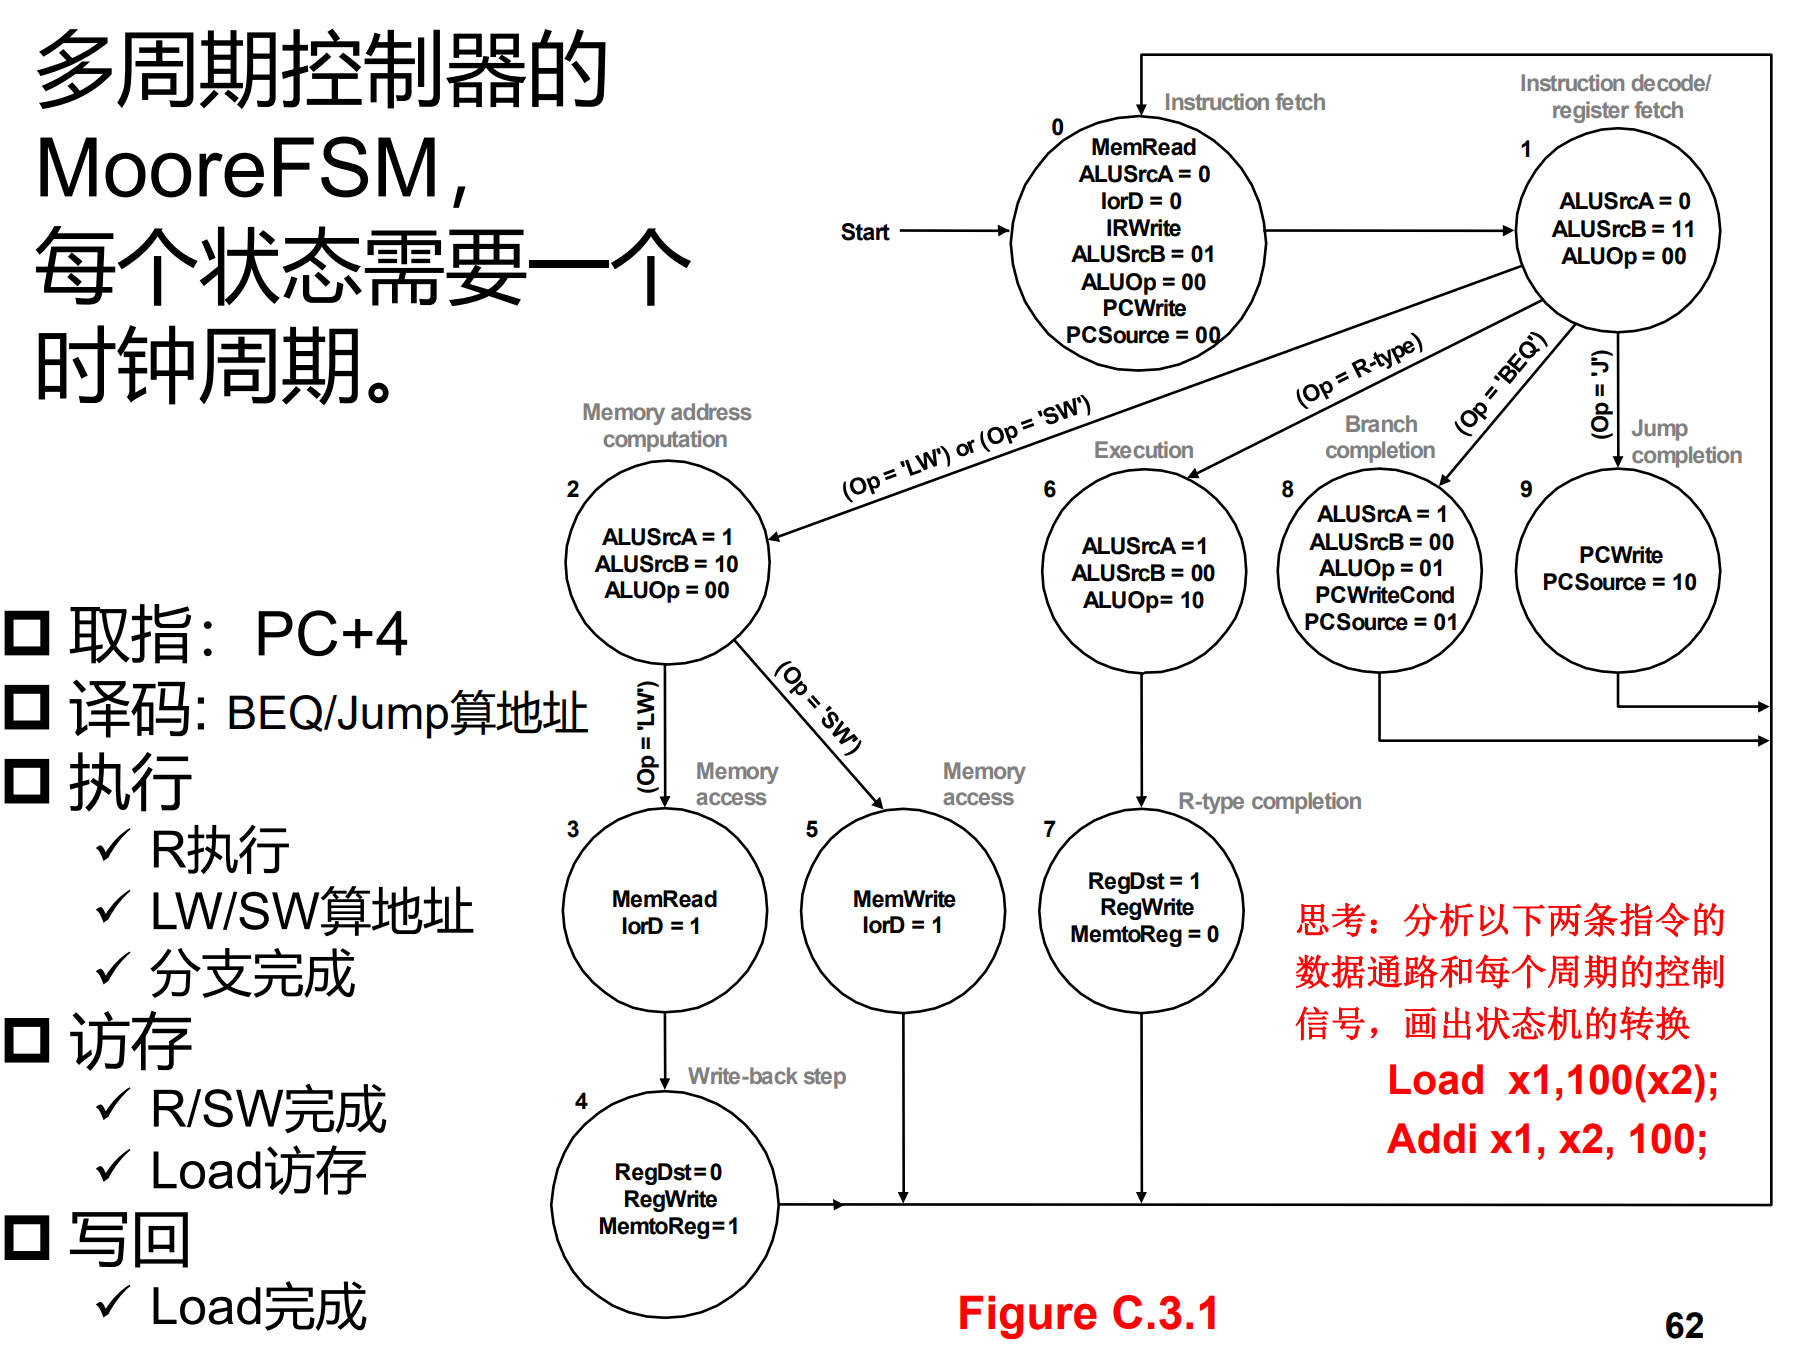 多周期控制器的
MooreFSM，
每个状态需要一个
时钟周期。
取指：PC+4
译码: BEQ/Jump算地址
执行
R执行
LW/SW算地址
分支完成
访存
R/SW完成
Load访存
写回
Load完成
Start
Instruction fetch
0
MemRead
ALUSrcA = 0
IorD = 0
IRWrite
ALUSrcB = 01
ALUOp = 00
PCWrite
PCSource = 00
Instruction decode/
register fetch
1
ALUSrcA = 0
ALUSrcB = 11
ALUOp = 00
(Op = 'LW') or (Op = 'SW')
(Op = R-type)
(Op = 'BEQ')
(Op = 'J')
Memory address
computation
2
ALUSrcA = 1
ALUSrcB = 10
ALUOp = 00
Execution
6
ALUSrcA =1
ALUSrcB = 00
ALUOp= 10
Branch
completion
8
ALUSrcA = 1
ALUSrcB = 00
ALUOp = 01
PCWriteCond
PCSource = 01
Jump
completion
9
PCWrite
PCSource = 10
(Op = 'LW')
(Op = 'SW')
Memory
access
3
MemRead
IorD = 1
Memory
access
5
MemWrite
IorD = 1
R-type completion
7
RegDst = 1
RegWrite
MemtoReg = 0
Write-back step
4
RegDst=0
RegWrite
MemtoReg=1
思考：分析以下两条指令的
数据通路和每个周期的控制
信号，画出状态机的转换
Load x1,100(x2);
Addi x1, x2, 100;
Figure C.3.1
62